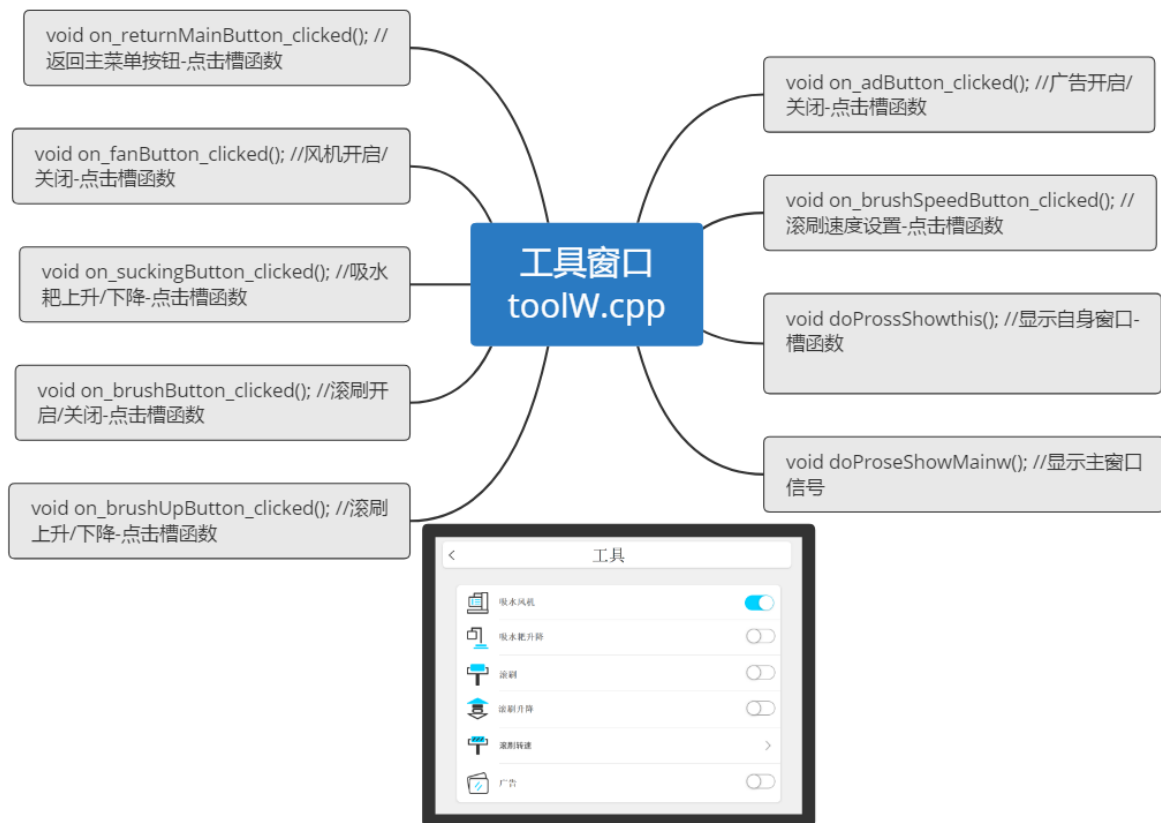 void on_returnMainButton_clicked(); //
返回主菜单按钮-点击槽函数
void on_fanButton_clicked(); //风机开启/
关闭-点击槽函数
void on_suckingButton_clicked(); //吸水
耙上升/下降-点击槽函数
void on_brushButton_clicked(); //滚刷开
启/关闭-点击槽函数
void on_brushUpButton_clicked(); //滚刷
上升/下降-点击槽函数
工具窗口
toolW.cpp
void on_adButton_clicked(); //广告开启/
关闭-点击槽函数
void on_brushSpeedButton_clicked(); //
滚刷速度设置-点击槽函数
void doProssShowthis(); //显示自身窗口-
槽函数
void doProseShowMainw(); //显示主窗口
信号
工具
吸水风机
吸水耙升降
滚刷
滚刷升降
滚刷转速
广告